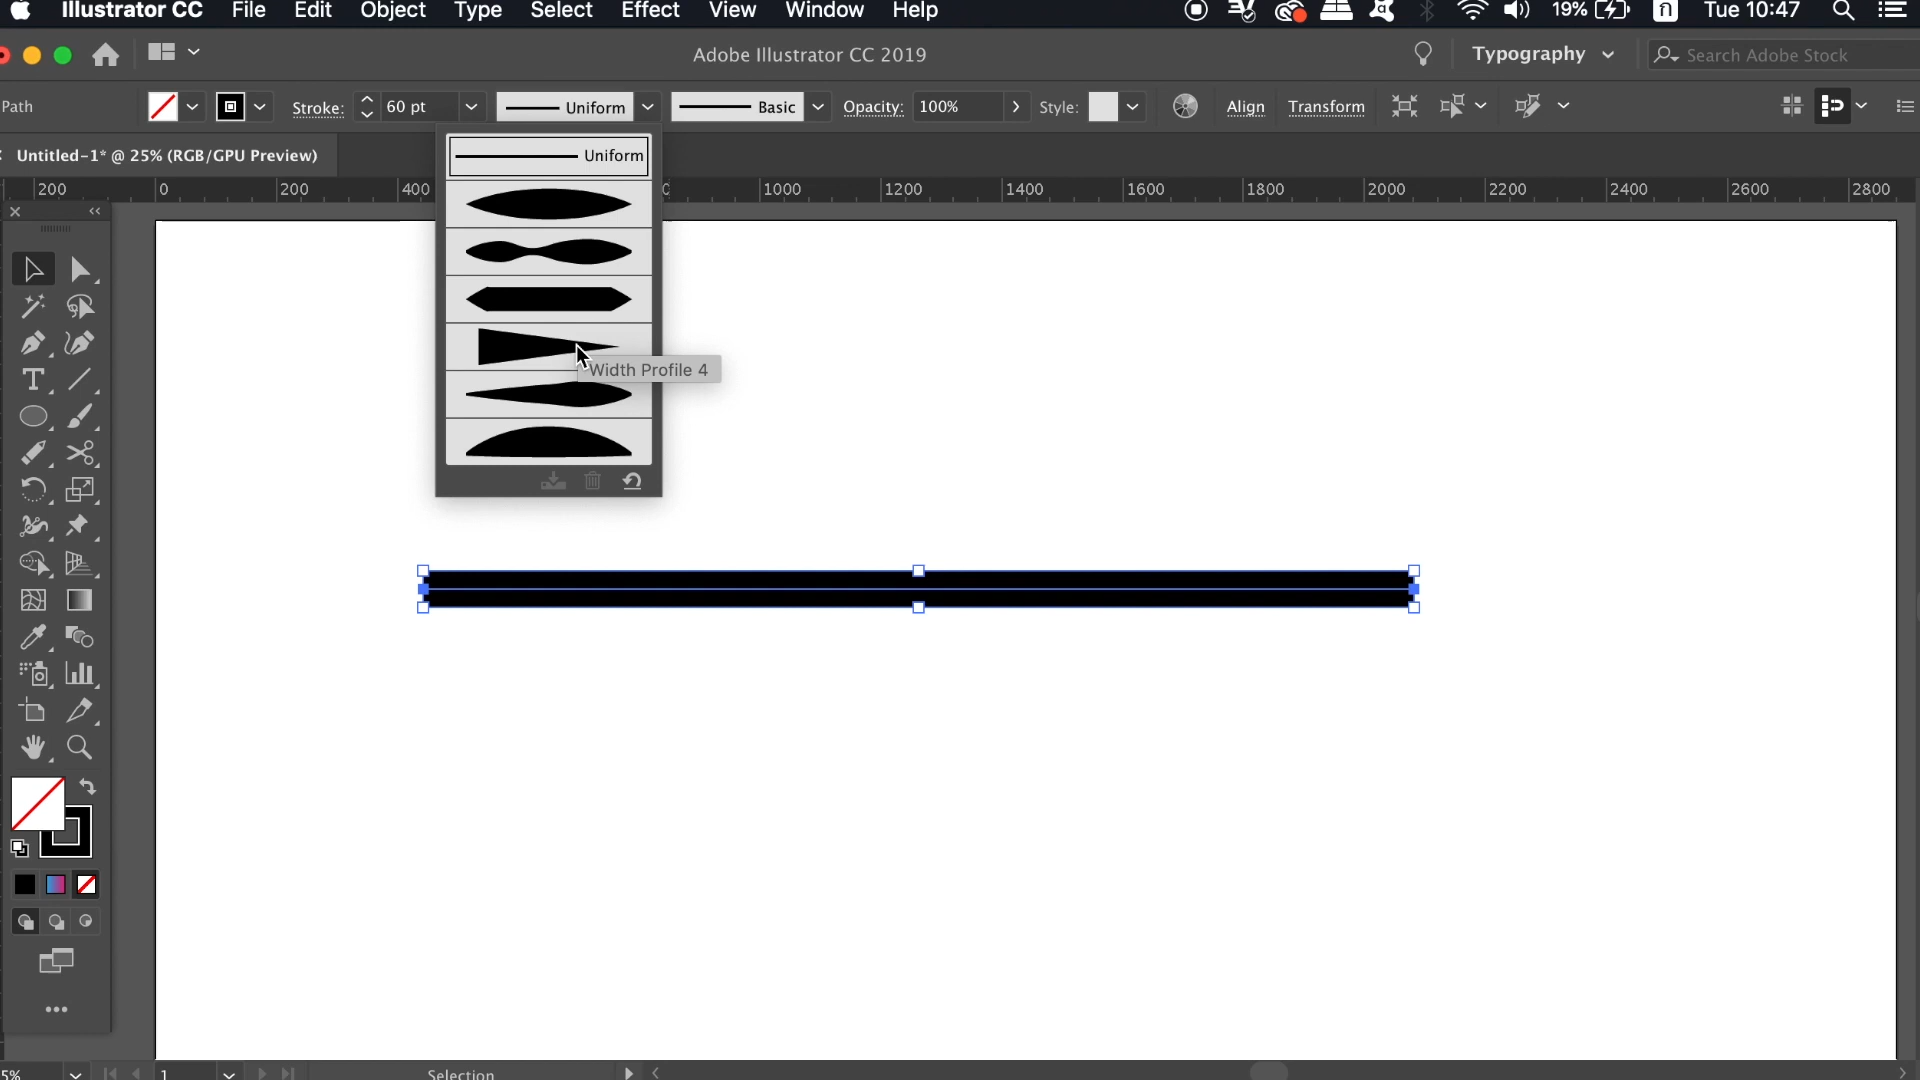 Illustrator CC File Edit Object Type Select Effect View Window Help 19% ก Tue 10:47
Adobe Illustrator CC 2019 Typography Search Adobe Stock
Path Stroke: 60 pt Uniform Basic Opacity: 100% Style: Align Transform
Untitled-1* @ 25% (RGB/GPU Preview)
Uniform
200 0 200 400 1000 1200 1400 1600 1800 2000 2200 2400 2600 2800
Width Profile 4
5% 1 Selection